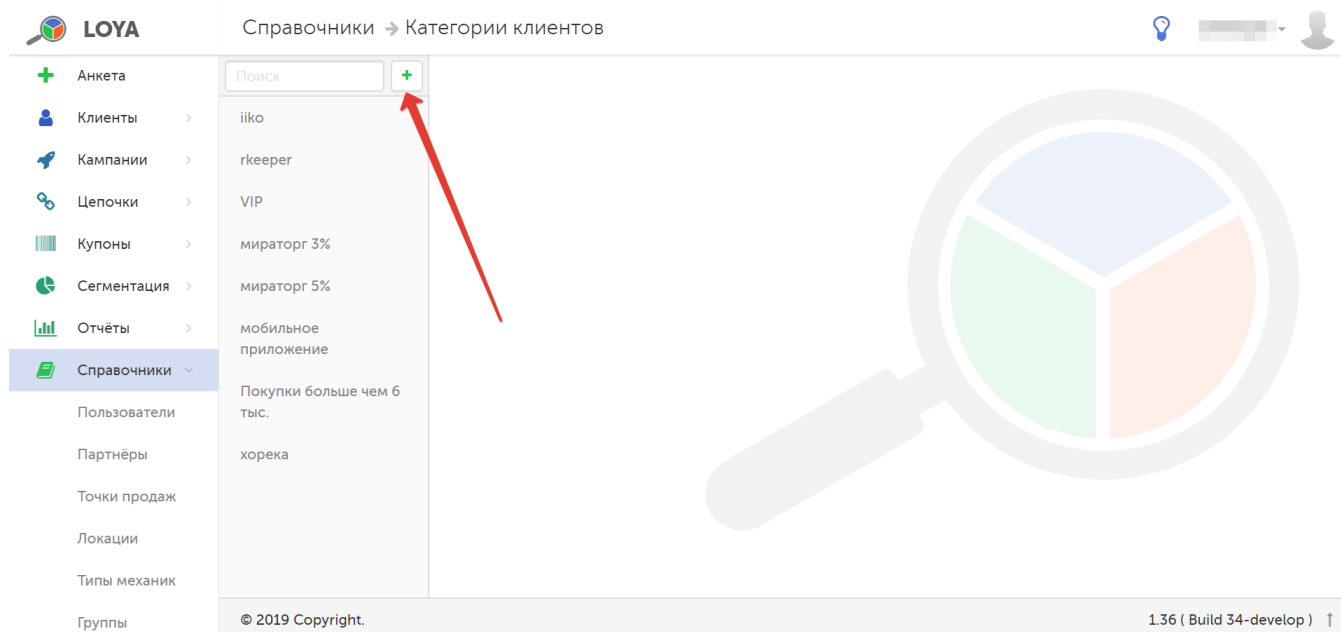 LOYA
Справочники → Категории клиентов
Анкета
Клиенты
Кампании
Цепочки
Купоны
Сегментация
Отчёты
Справочники
Пользователи
Партнёры
Точки продаж
Локации
Типы механик
Группы
Поиск
iiko
rkeeper
VIP
мираторг 3%
мираторг 5%
мобильное
приложение
Покупки больше чем 6
тыс.
хорека
© 2019 Copyright.
1.36 ( Build 34-develop )